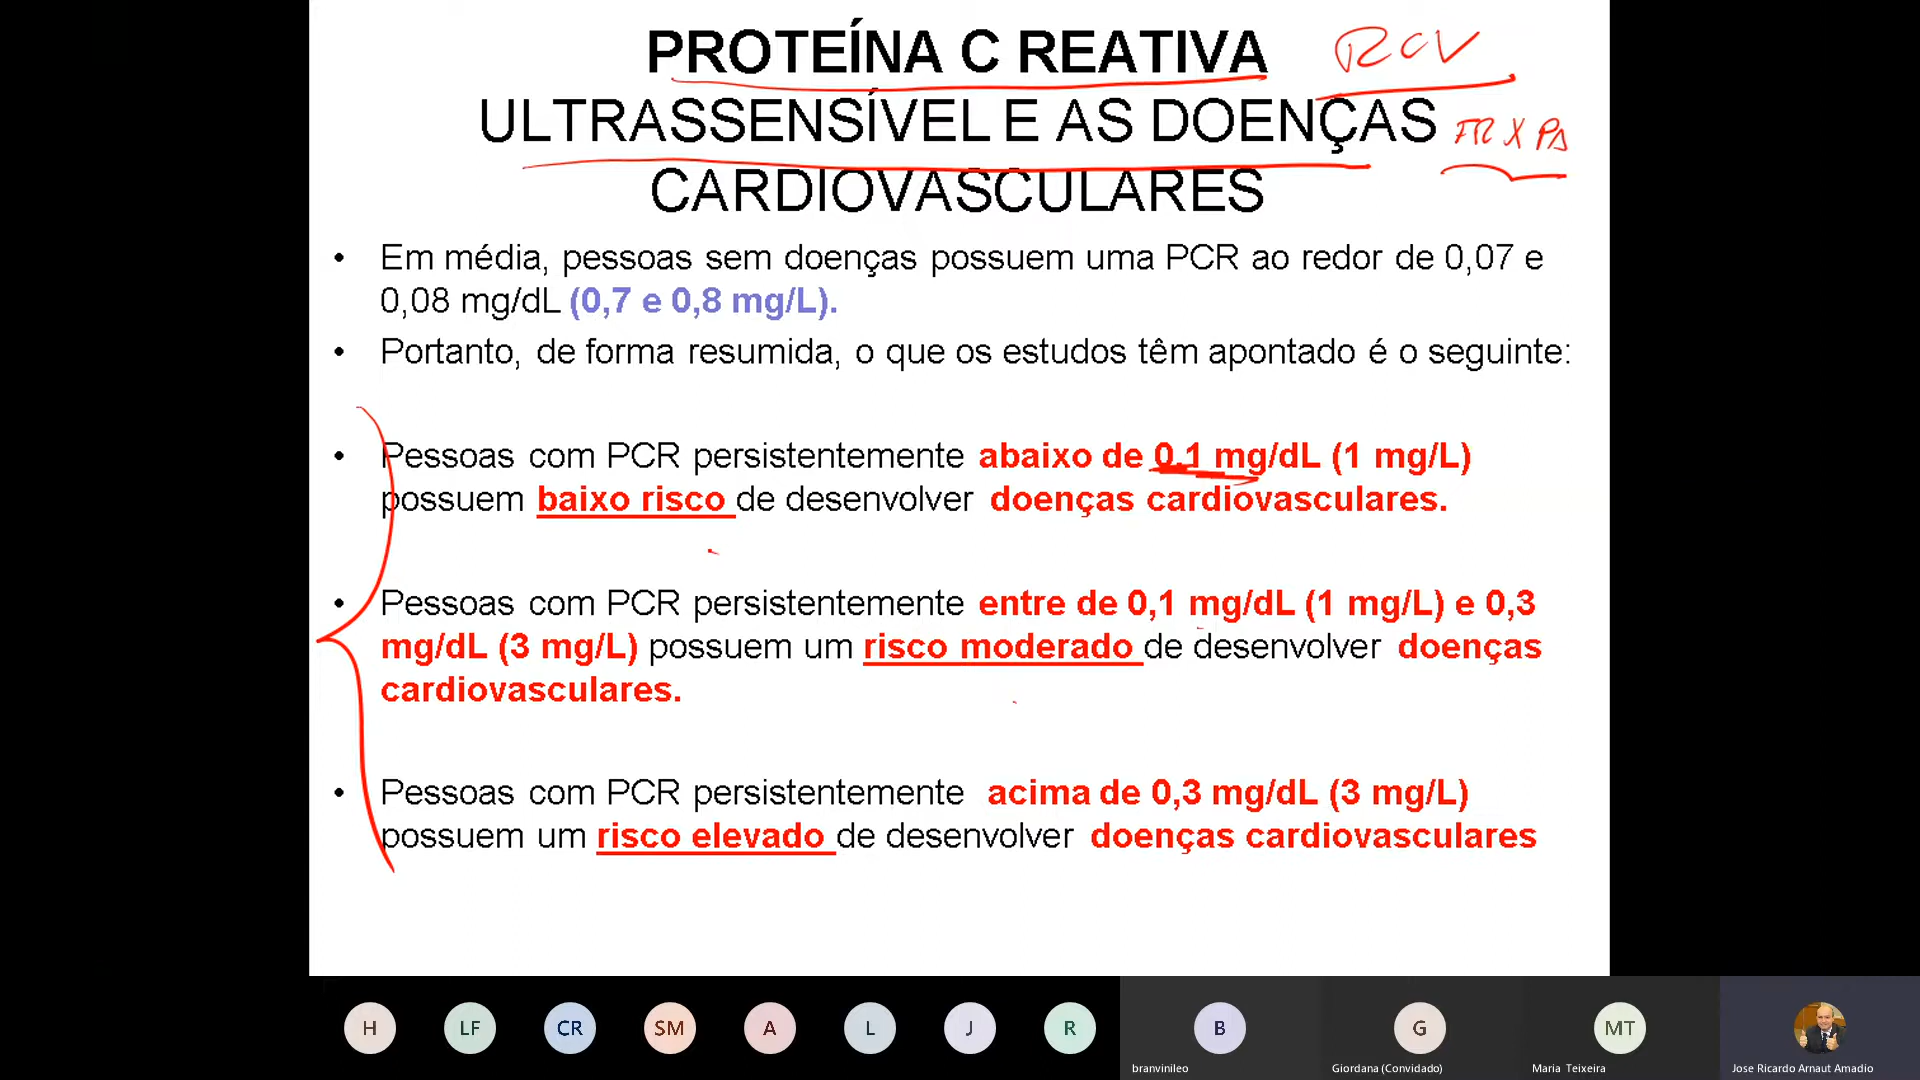 PROTEÍNA C REATIVA RCV
ULTRASSENSÍVEL E AS DOENÇAS FR X PA
CARDIOVASCULARES
• Em média, pessoas sem doenças possuem uma PCR ao redor de 0,07 e
0,08 mg/dL (0,7 e 0,8 mg/L).
• Portanto, de forma resumida, o que os estudos têm apontado é o seguinte:
• Pessoas com PCR persistentemente abaixo de 0,1 mg/dL (1 mg/L)
possuem baixo risco de desenvolver doenças cardiovasculares.
• Pessoas com PCR persistentemente entre de 0,1 mg/dL (1 mg/L) e 0,3
mg/dL (3 mg/L) possuem um risco moderado de desenvolver doenças
cardiovasculares.
• Pessoas com PCR persistentemente acima de 0,3 mg/dL (3 mg/L)
possuem um risco elevado de desenvolver doenças cardiovasculares
H LF CR SM A L J R B G MT
branvinileo Giordana (Convidado) Maria Teixeira Jose Ricardo Arnaut Amadio